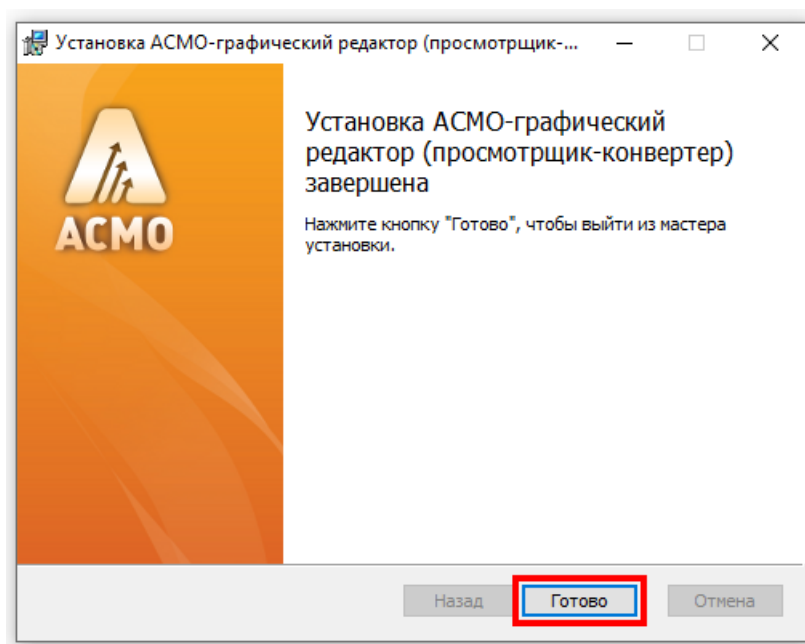 Установка АСМО-графический редактор (просмотрщик-...
АСМО
Установка АСМО-графический
редактор (просмотрщик-конвертер)
завершена
Нажмите кнопку "Готово", чтобы выйти из мастера
установки.
Назад
Готово
Отмена